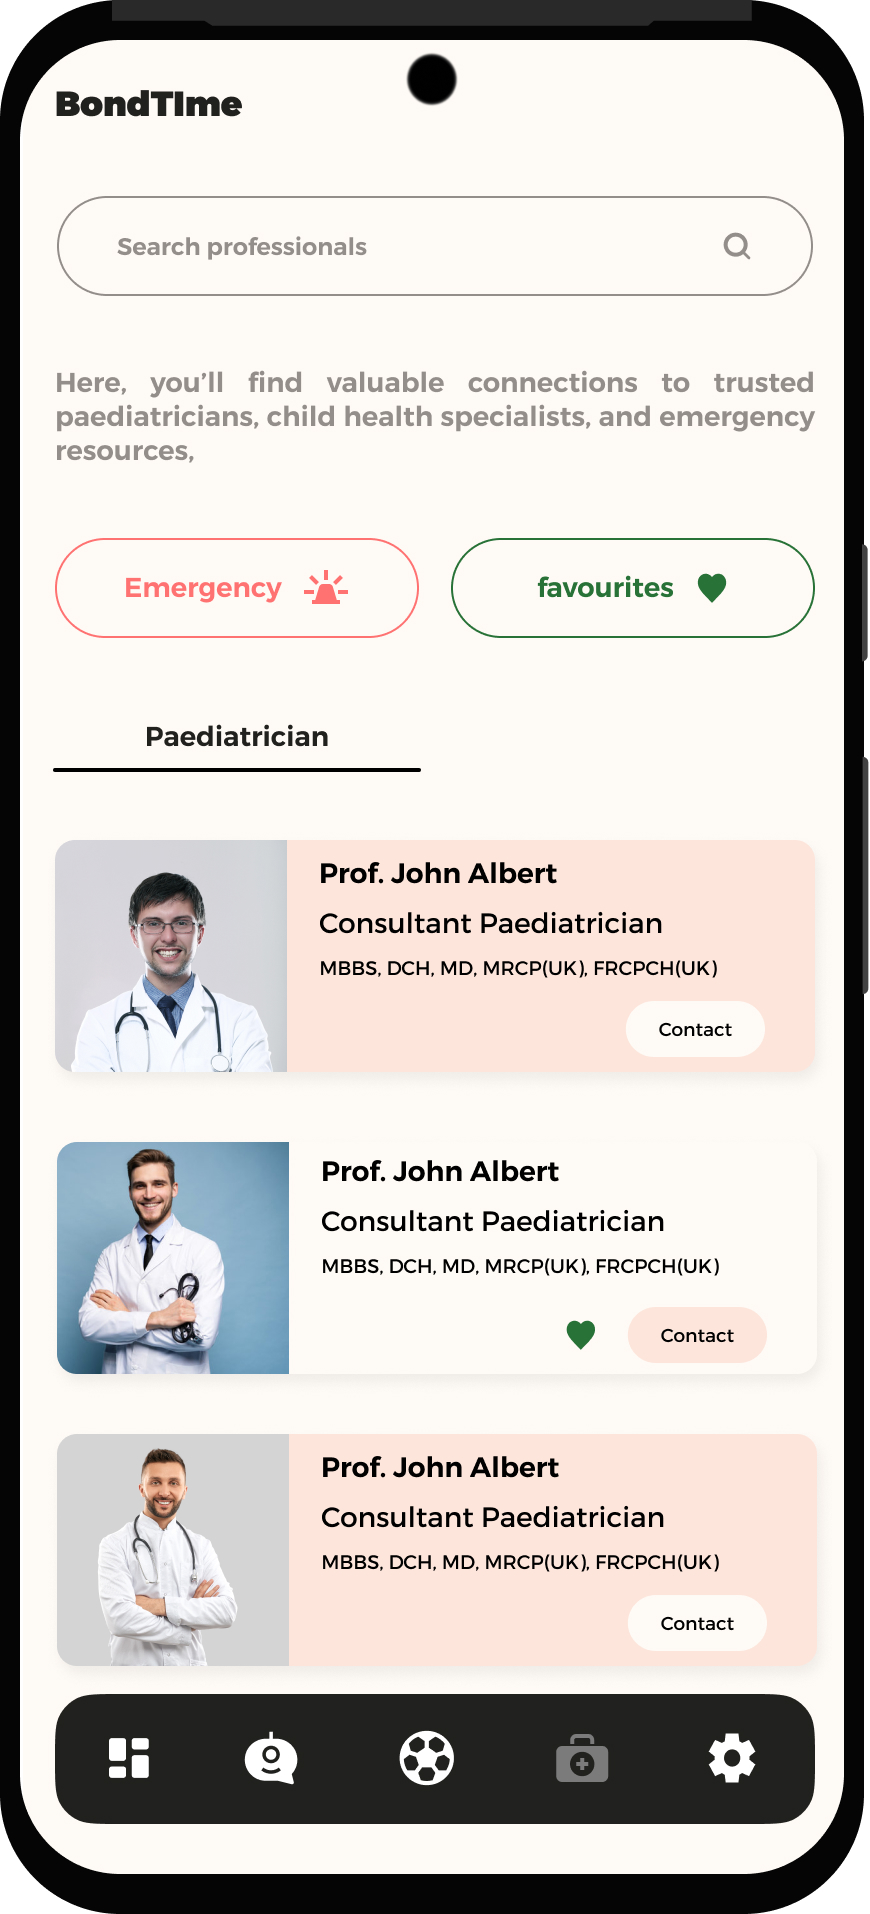 BondTIme
Search professionals
Here, you’ll find valuable connections to trusted
paediatricians, child health specialists, and emergency
resources,
Emergency
favourites
Paediatrician
Prof. John Albert
Consultant Paediatrician
MBBS, DCH, MD, MRCP(UK), FRCPCH(UK)
Contact
Prof. John Albert
Consultant Paediatrician
MBBS, DCH, MD, MRCP(UK), FRCPCH(UK)
Contact
Prof. John Albert
Consultant Paediatrician
MBBS, DCH, MD, MRCP(UK), FRCPCH(UK)
Contact